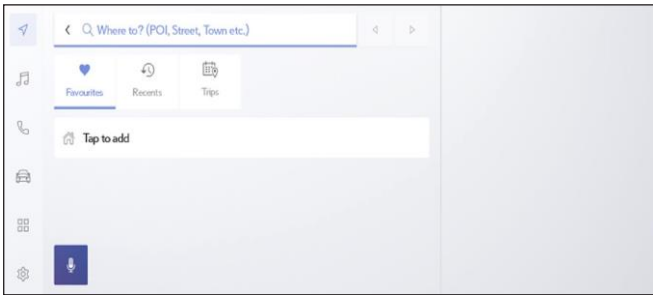 Where to? (POI, Street, Town etc.)
Favourites Recents Trips
Tap to add